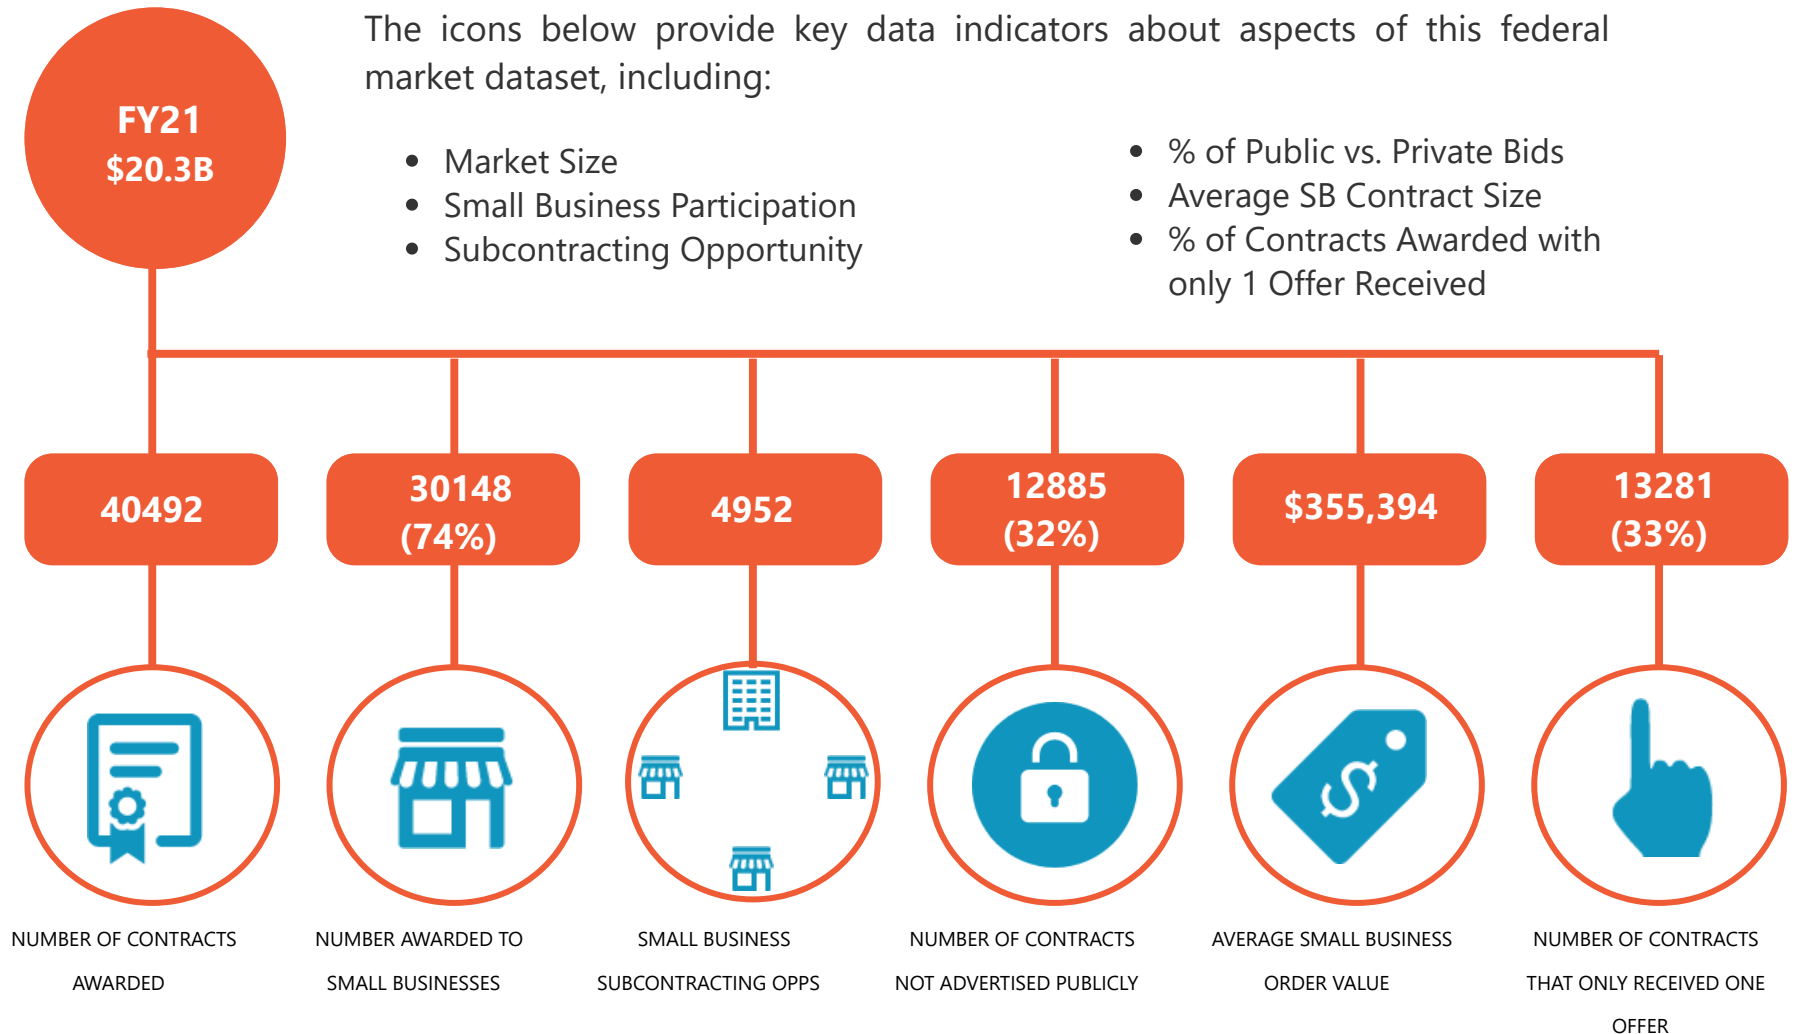 FY21
$20.3B
The icons below provide key data indicators about aspects of this federal
market dataset, including:
• Market Size
• Small Business Participation
• Subcontracting Opportunity
• % of Public vs. Private Bids
• Average SB Contract Size
• % of Contracts Awarded with
only 1 Offer Received
40492
30148
(74%)
4952
12885
(32%)
$355,394
13281
(33%)
$
NUMBER OF CONTRACTS
AWARDED
NUMBER AWARDED TO
SMALL BUSINESSES
SMALL BUSINESS
SUBCONTRACTING OPPS
NUMBER OF CONTRACTS
NOT ADVERTISED PUBLICLY
AVERAGE SMALL BUSINESS
ORDER VALUE
NUMBER OF CONTRACTS
THAT ONLY RECEIVED ONE
OFFER